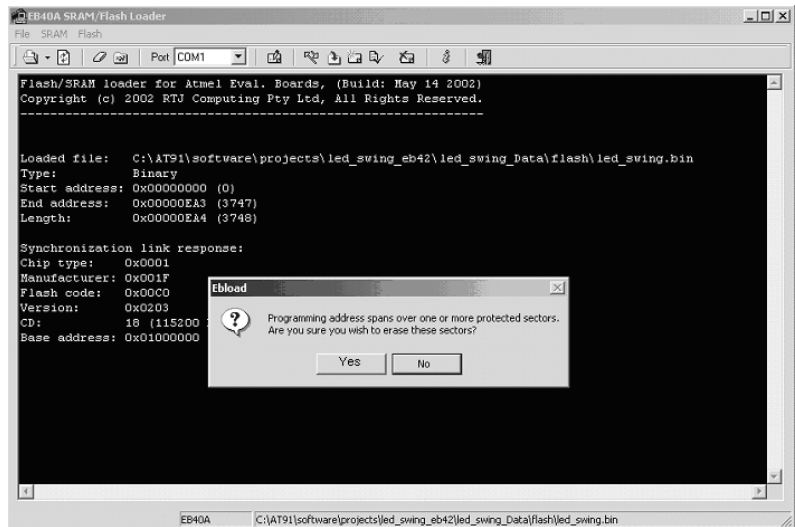 EB40A SRAM/Flash Loader
File SRAM Flash
Port COM1
Flash/SRAM loader for Atmel Eval. Boards, (Build: May 14 2002)
Copyright (c) 2002 RTJ Computing Pty Ltd, All Rights Reserved.
--------------------------------------------------------------
Loaded file: C:\AT91\software\projects\led_swing_eb42\led_swing_Data\flash\led_swing.bin
Type: Binary
Start address: 0x00000000 (0)
End address: 0x00000EA3 (3747)
Length: 0x00000EA4 (3748)
Synchronization link response:
Chip type: 0x0001
Manufacturer: 0x001F
Flash code: 0x00C0
Version: 0x0203
CD: 18 (115200
Base address: 0x01000000
Ebload
Programming address spans over one or more protected sectors.
Are you sure you wish to erase these sectors?
Yes No
EB40A C:\AT91\software\projects\led_swing_eb42\led_swing_Data\flash\led_swing.bin